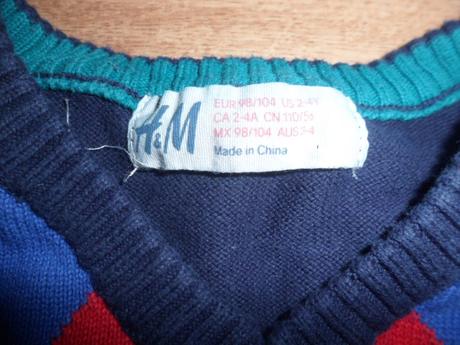 H&M
EUR 98/104 US 2-4Y
CA 2-4A CN 110/56
MX 98/104 AUS 2-4
Made in China